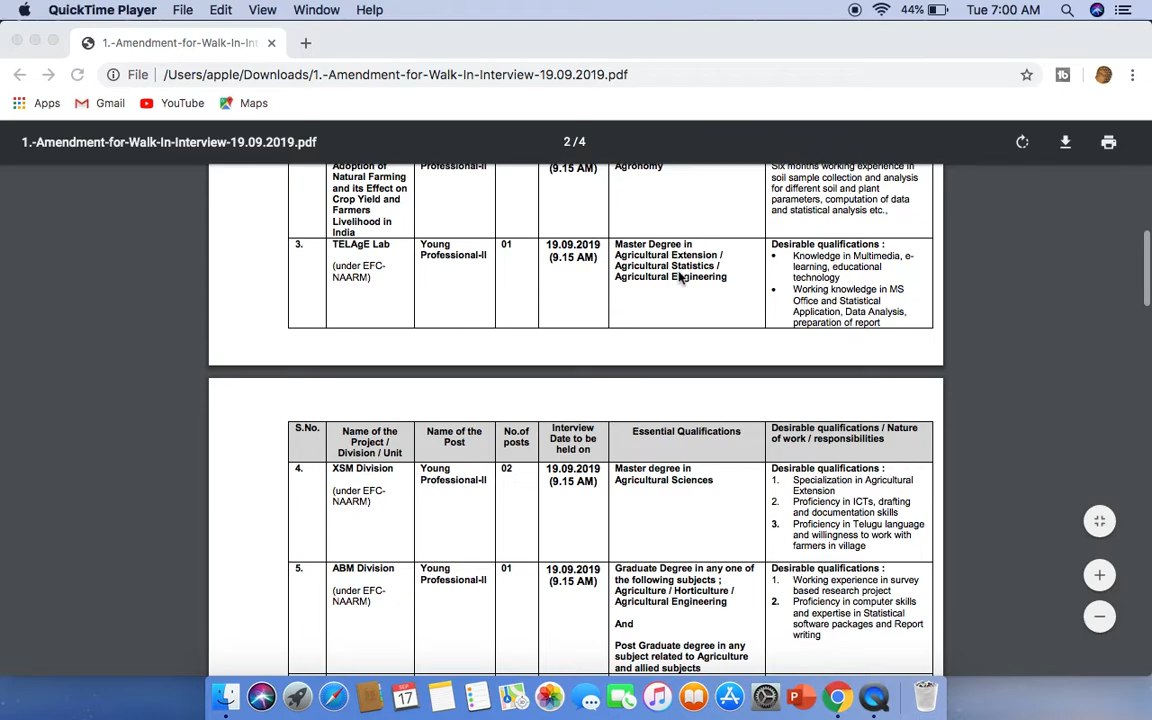 QuickTime Player File Edit View Window Help 44% Tue 7:00 AM
1.-Amendment-for-Walk-In-Int
File /Users/apple/Downloads/1.-Amendment-for-Walk-In-Interview-19.09.2019.pdf
Apps Gmail YouTube Maps
1.-Amendment-for-Walk-In-Interview-19.09.2019.pdf 2 / 4
Adoption of
Natural Farming
and its Effect on
Crop Yield and
Farmers
Livelihood in
India
Professional-II
(9.15 AM)
Agronomy
Six months working experience in
soil sample collection and analysis
for different soil and plant
parameters, computation of data
and statistical analysis etc.,
3.
TELAgE Lab
(under EFC-
NAARM)
Young
Professional-II
01
19.09.2019
(9.15 AM)
Master Degree in
Agricultural Extension /
Agricultural Statistics /
Agricultural Engineering
Desirable qualifications :
• Knowledge in Multimedia, e-
learning, educational
technology
• Working knowledge in MS
Office and Statistical
Application, Data Analysis,
preparation of report
S.No.
Name of the
Project /
Division / Unit
Name of the
Post
No.of
posts
Interview
Date to be
held on
Essential Qualifications
Desirable qualifications / Nature
of work / responsibilities
4.
XSM Division
(under EFC-
NAARM)
Young
Professional-II
02
19.09.2019
(9.15 AM)
Master degree in
Agricultural Sciences
Desirable qualifications :
1. Specialization in Agricultural
Extension
2. Proficiency in ICTs, drafting
and documentation skills
3. Proficiency in Telugu language
and willingness to work with
farmers in village
5.
ABM Division
(under EFC-
NAARM)
Young
Professional-II
01
19.09.2019
(9.15 AM)
Graduate Degree in any one of
the following subjects ;
Agriculture / Horticulture /
Agricultural Engineering
And
Post Graduate degree in any
subject related to Agriculture
and allied subjects
Desirable qualifications :
1. Working experience in survey
based research project
2. Proficiency in computer skills
and expertise in Statistical
software packages and Report
writing
SEP
17